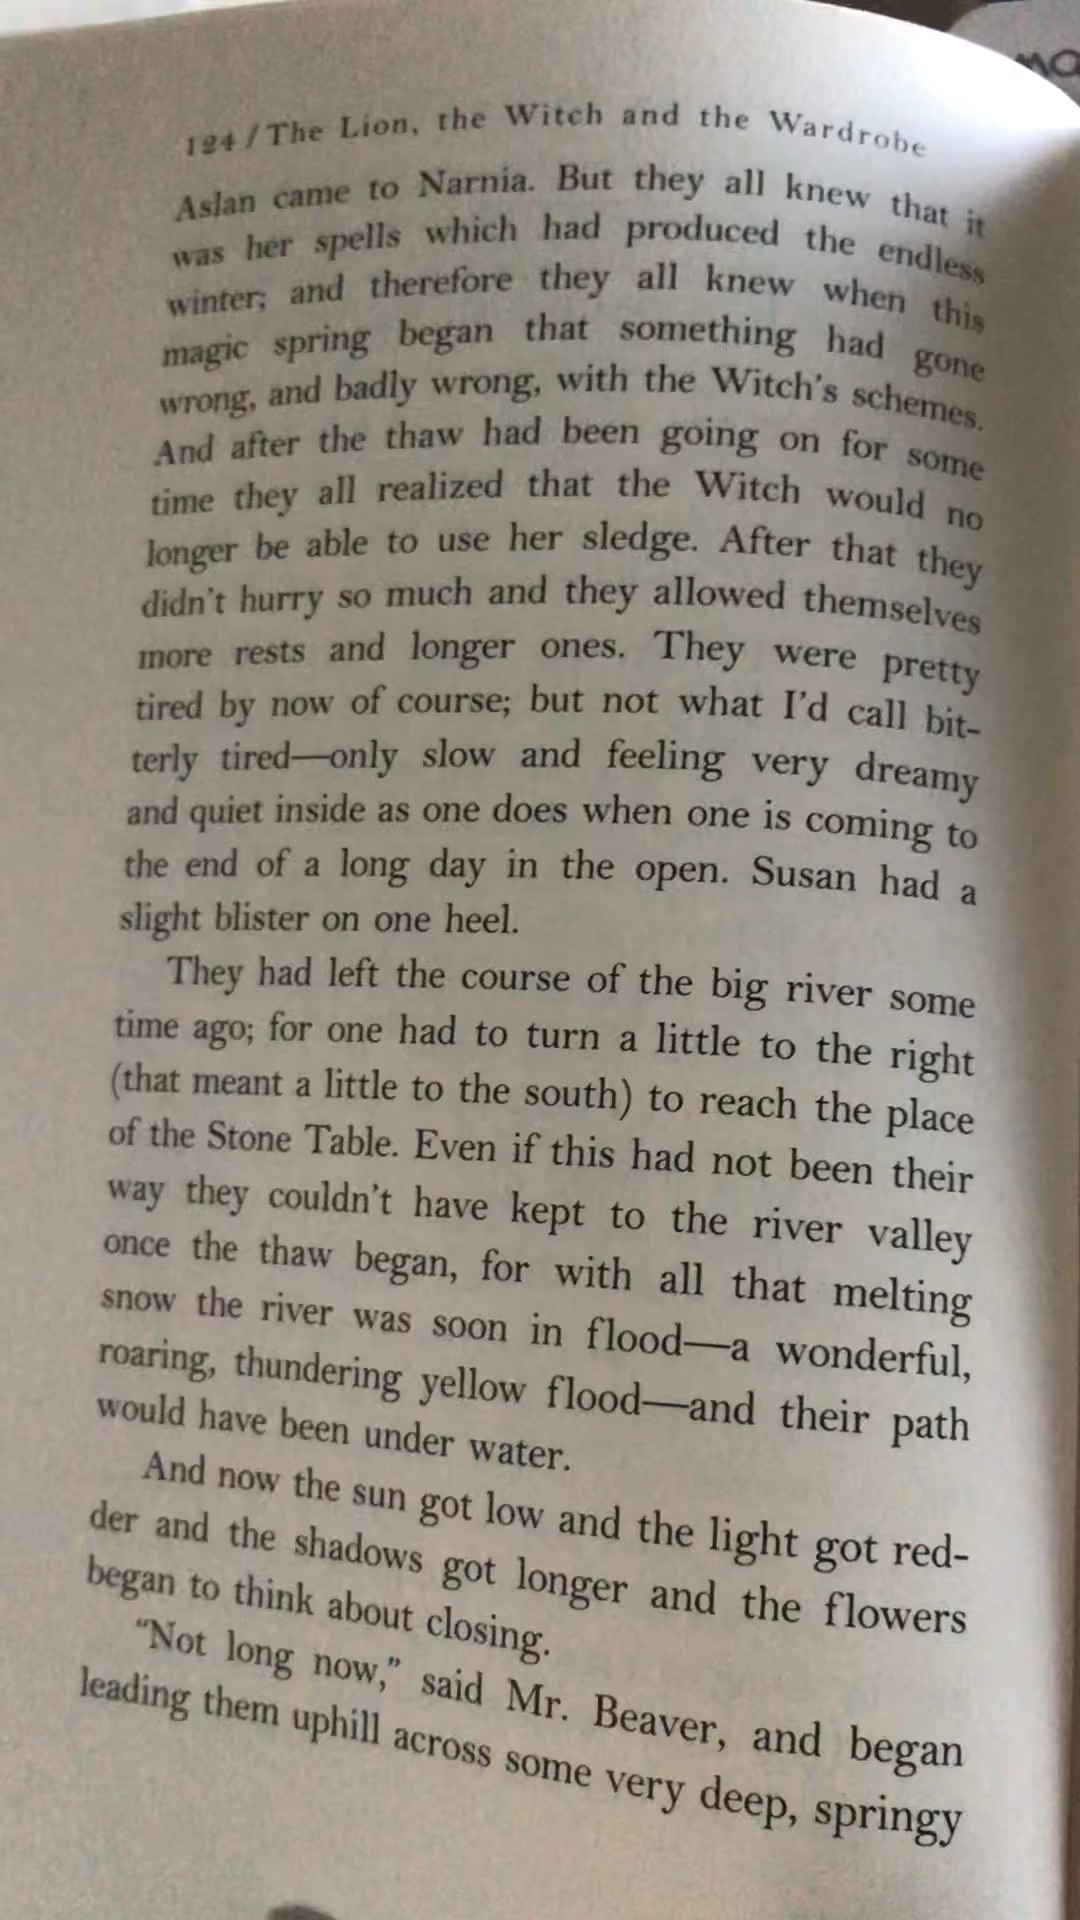 124 / The Lion, the Witch and the Wardrobe
Aslan came to Narnia. But they all knew that it
was her spells which had produced the endless
winter; and therefore they all knew when this
magic spring began that something had gone
wrong, and badly wrong, with the Witch's schemes.
And after the thaw had been going on for some
time they all realized that the Witch would no
longer be able to use her sledge. After that they
didn't hurry so much and they allowed themselves
more rests and longer ones. They were pretty
tired by now of course; but not what I'd call bit-
terly tired—only slow and feeling very dreamy
and quiet inside as one does when one is coming to
the end of a long day in the open. Susan had a
slight blister on one heel.
They had left the course of the big river some
time ago; for one had to turn a little to the right
(that meant a little to the south) to reach the place
of the Stone Table. Even if this had not been their
way they couldn't have kept to the river valley
once the thaw began, for with all that melting
snow the river was soon in flood—a wonderful,
roaring, thundering yellow flood—and their path
would have been under water.
And now the sun got low and the light got red-
der and the shadows got longer and the flowers
began to think about closing.
"Not long now," said Mr. Beaver, and began
leading them uphill across some very deep, springy